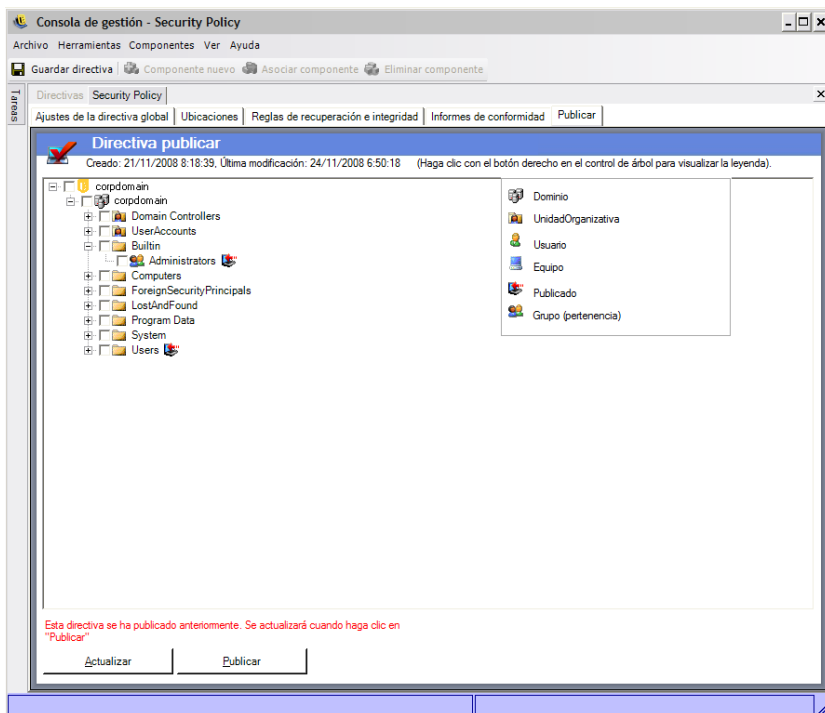 Consola de gestión - Security Policy
Archivo Herramientas Componentes Ver Ayuda
Guardar directiva Componente nuevo Asociar componente Eliminar componente
Tareas
Directivas Security Policy
Ajustes de la directiva global Ubicaciones Reglas de recuperación e integridad Informes de conformidad Publicar
Directiva publicar
Creado: 21/11/2008 8:18:39, Última modificación: 24/11/2008 6:50:18 (Haga clic con el botón derecho en el control de árbol para visualizar la leyenda).
corpdomain
corpdomain
Domain Controllers
UserAccounts
Builtin
Administrators
Computers
ForeignSecurityPrincipals
LostAndFound
Program Data
System
Users
Dominio
UnidadOrganizativa
Usuario
Equipo
Publicado
Grupo (pertenencia)
Esta directiva se ha publicado anteriormente. Se actualizará cuando haga clic en
"Publicar"
Actualizar Publicar